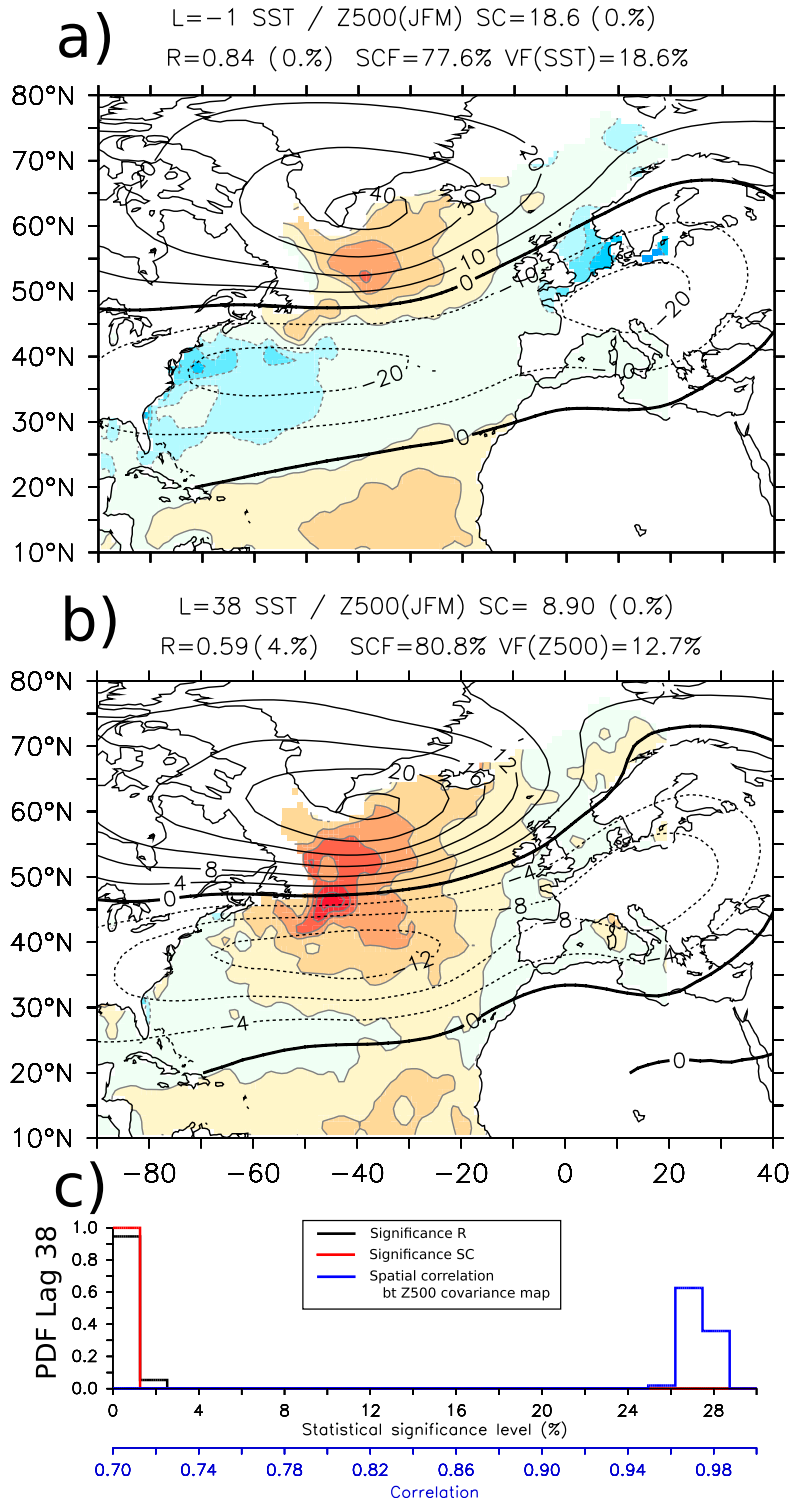 a)
L=−1 SST / Z500(JFM) SC=18.6 (0.%)
R=0.84 (0.%) SCF=77.6% VF(SST)=18.6%
80°N
70°N
60°N
50°N
40°N
30°N
20°N
10°N
20
40
30
10
0
−10
−20
−20
−10
0
b)
L=38 SST / Z500(JFM) SC= 8.90 (0.%)
R=0.59(4.%) SCF=80.8% VF(Z500)=12.7%
80°N
70°N
60°N
50°N
40°N
30°N
20°N
10°N
20
16
12
8
4
0
−4
8
8
−12
−4
−4
0
0
−80
−60
−40
−20
0
20
40
c)
PDF Lag 38
1.0
0.8
0.6
0.4
0.2
0.0
Significance R
Significance SC
Spatial correlation
bt Z500 covariance map
0 4 8 12 16 20 24 28
Statistical significance level (%)
0.70 0.74 0.78 0.82 0.86 0.90 0.94 0.98
Correlation